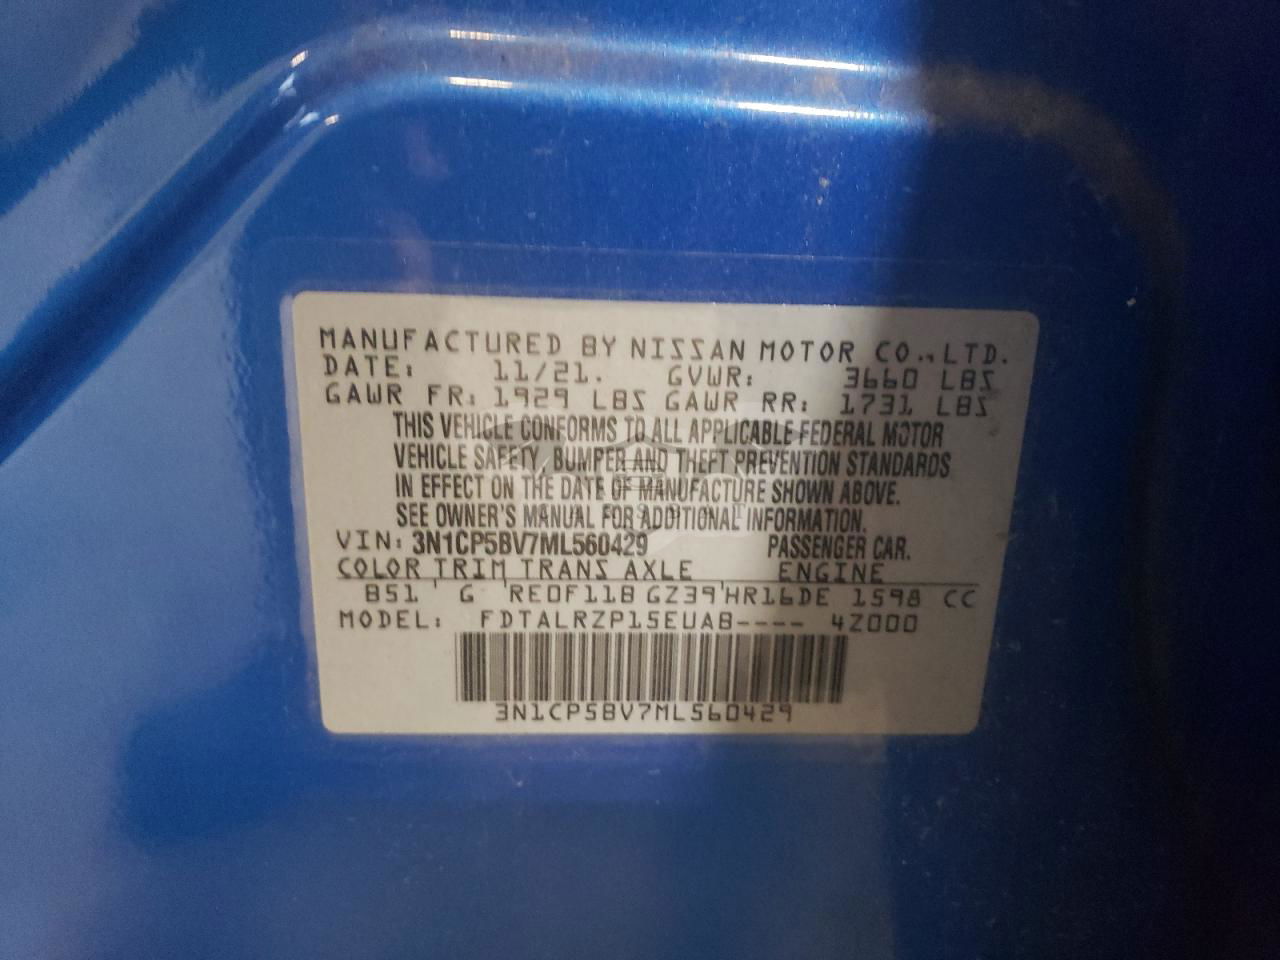 MANUFACTURED BY NISSAN MOTOR CO., LTD.
DATE: 11/21. GVWR: 3660 LBS
GAWR FR: 1929 LBS GAWR RR: 1731 LBS
THIS VEHICLE CONFORMS TO ALL APPLICABLE FEDERAL MOTOR
VEHICLE SAFETY, BUMPER AND THEFT PREVENTION STANDARDS
IN EFFECT ON THE DATE OF MANUFACTURE SHOWN ABOVE.
SEE OWNER'S MANUAL FOR ADDITIONAL INFORMATION.
VIN: 3N1CP5BV7ML560429 PASSENGER CAR.
COLOR TRIM TRANS AXLE ENGINE
B51 ' G 'RE0F11B GZ39'HR16DE 1598 CC
MODEL: FDTALRZP15EUAB---- 4Z000
3N1CP5BV7ML560429